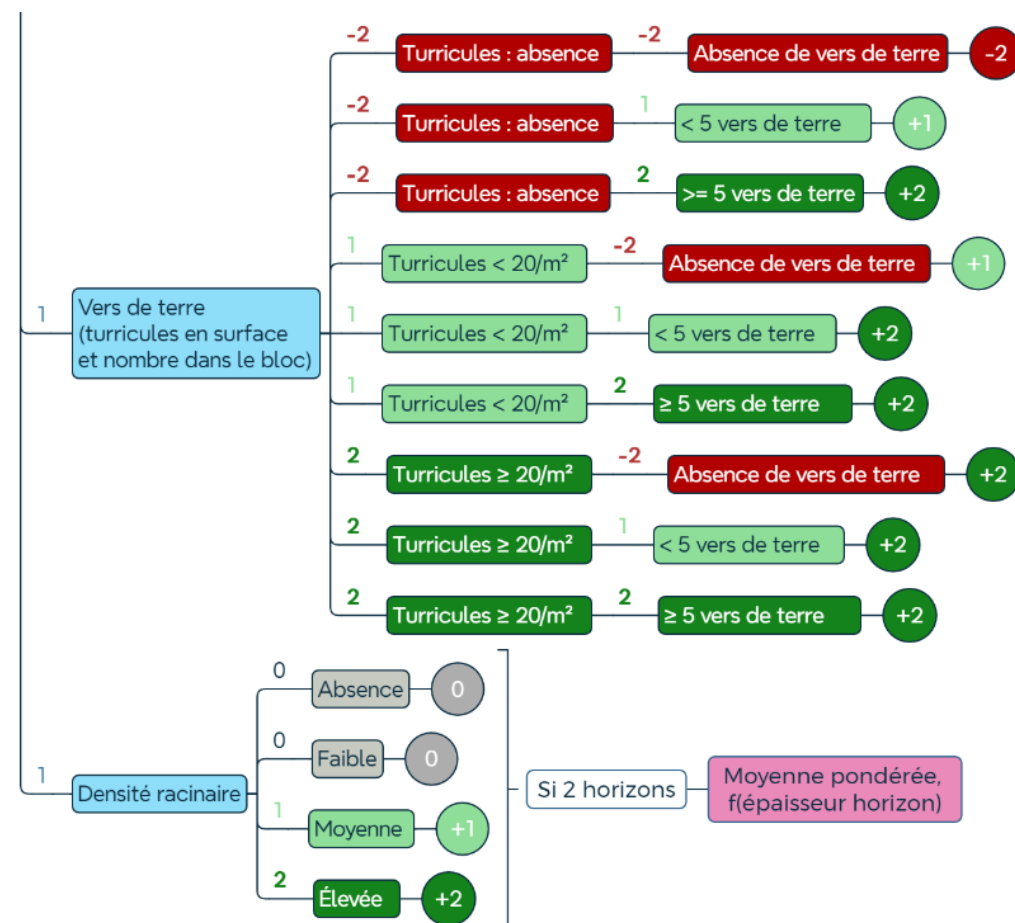 -2 Turricules : absence -2 Absence de vers de terre -2
-2 Turricules : absence 1 < 5 vers de terre +1
-2 Turricules : absence 2 >= 5 vers de terre +2
1 Turricules < 20/m² -2 Absence de vers de terre +1
1 Vers de terre
(turricules en surface
et nombre dans le bloc)
1 Turricules < 20/m² 1 < 5 vers de terre +2
1 Turricules < 20/m² 2 ≥ 5 vers de terre +2
2 Turricules ≥ 20/m² -2 Absence de vers de terre +2
2 Turricules ≥ 20/m² 1 < 5 vers de terre +2
2 Turricules ≥ 20/m² 2 ≥ 5 vers de terre +2
1 Densité racinaire
0 Absence 0
0 Faible 0
1 Moyenne +1
2 Élevée +2
Si 2 horizons
Moyenne pondérée,
f(épaisseur horizon)